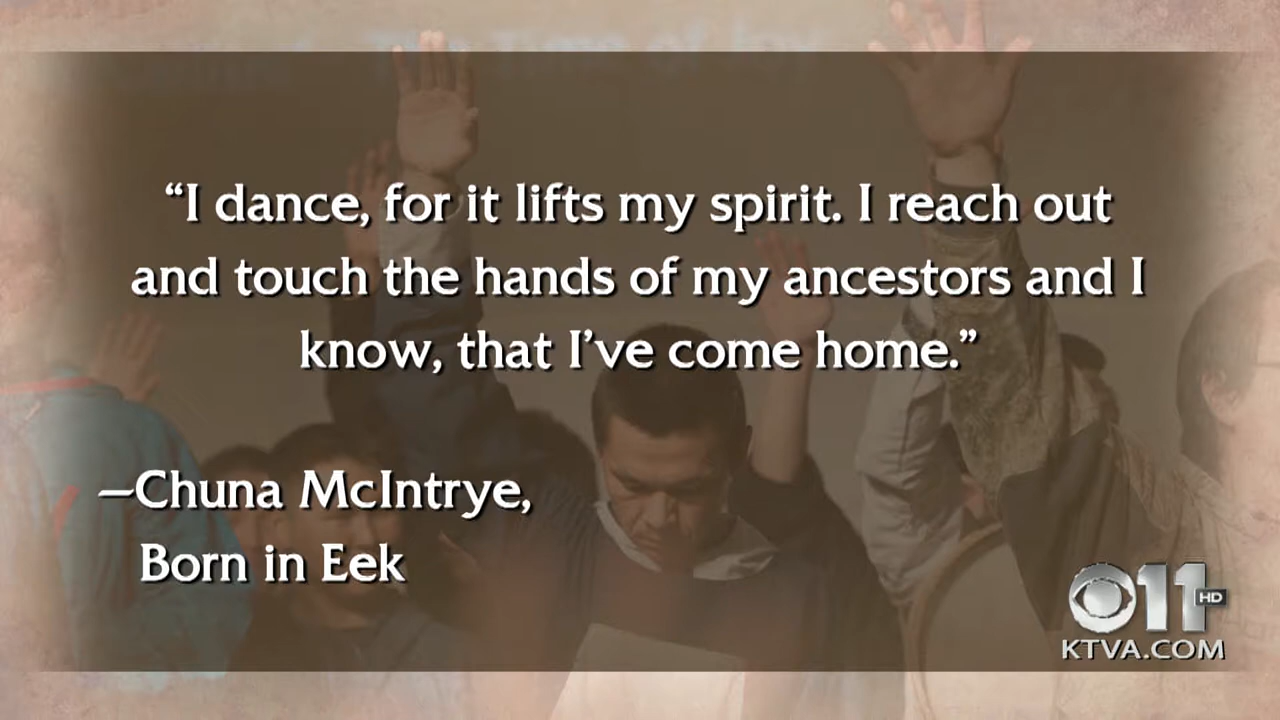 “I dance, for it lifts my spirit. I reach out
and touch the hands of my ancestors and I
know, that I’ve come home.”
–Chuna McIntrye,
Born in Eek
11 HD
KTVA.COM